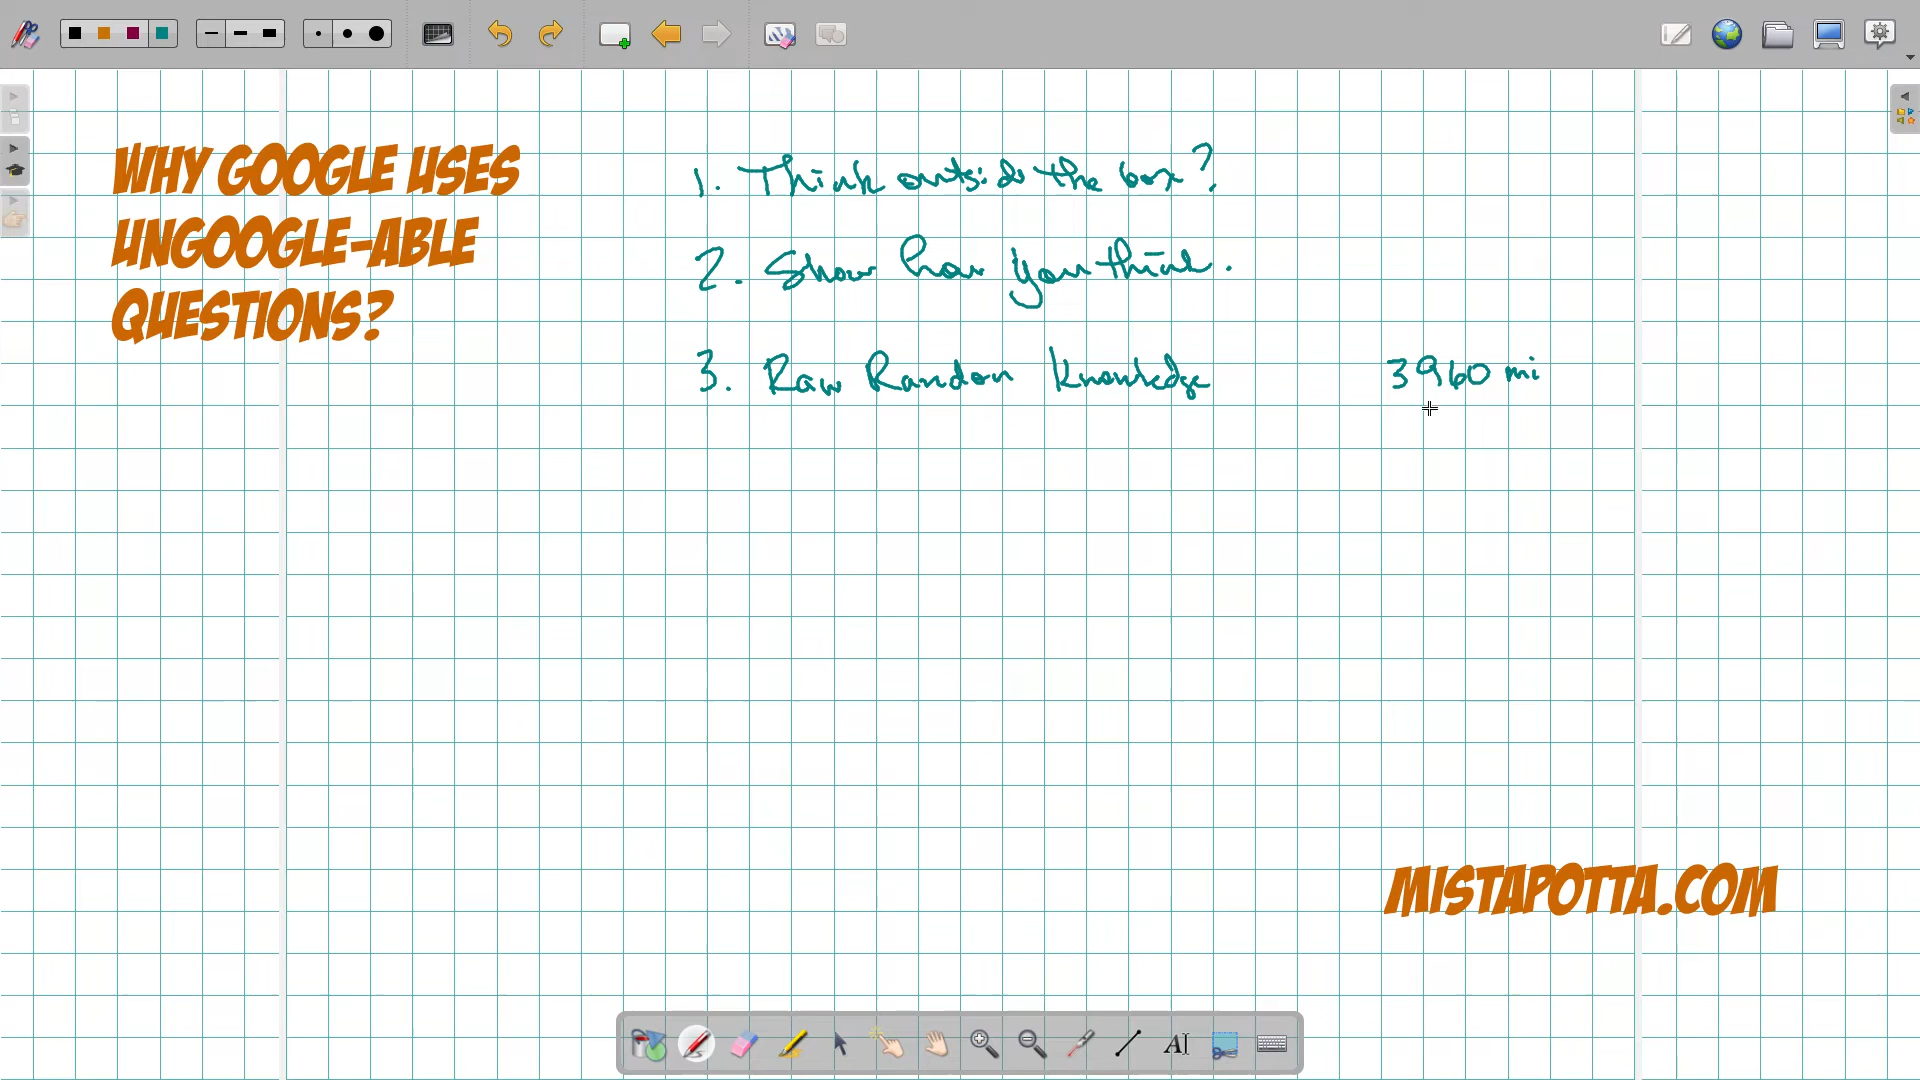 WHY GOOGLE USES
UNGOOGLE-ABLE
QUESTIONS?
1. Think outside the box?
2. Show how you think.
3. Raw Random Knowledge 3960 mi
MISTAPOTTA.COM